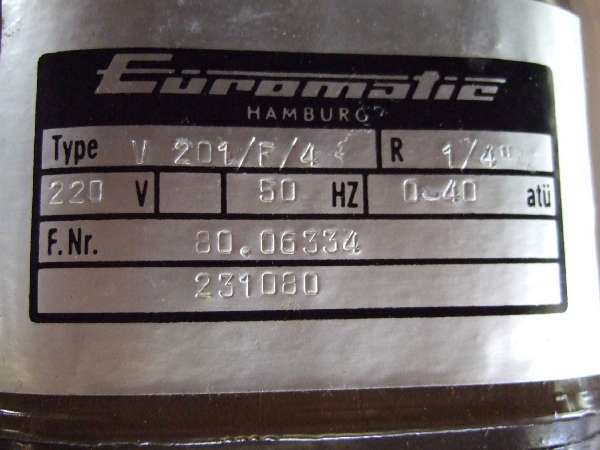 Euromatic
HAMBURG
Type V 201/F/4 R 1/4"
220 V 50 HZ 0-40 atü
F.Nr. 80.06334
231080